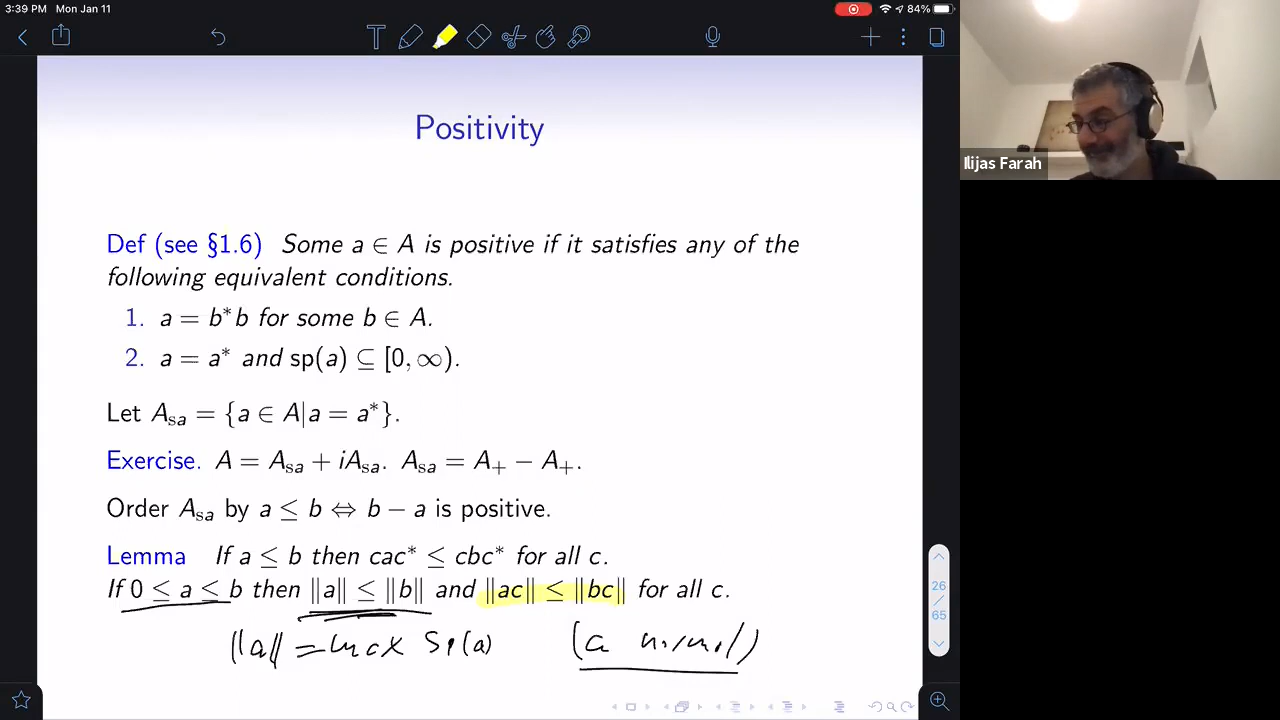 3:39 PM Mon Jan 11
84%
Positivity
Ilijas Farah
Def (see §1.6) Some a ∈ A is positive if it satisfies any of the
following equivalent conditions.
1. a = b*b for some b ∈ A.
2. a = a* and sp(a) ⊆ [0, ∞).
Let A_sa = {a ∈ A|a = a*}.
Exercise. A = A_sa + iA_sa. A_sa = A₊ − A₊.
Order A_sa by a ≤ b ⇔ b − a is positive.
Lemma If a ≤ b then cac* ≤ cbc* for all c.
If 0 ≤ a ≤ b then ‖a‖ ≤ ‖b‖ and ‖ac‖ ≤ ‖bc‖ for all c.
‖a‖ = max Sp(a) (a normal)
26
65